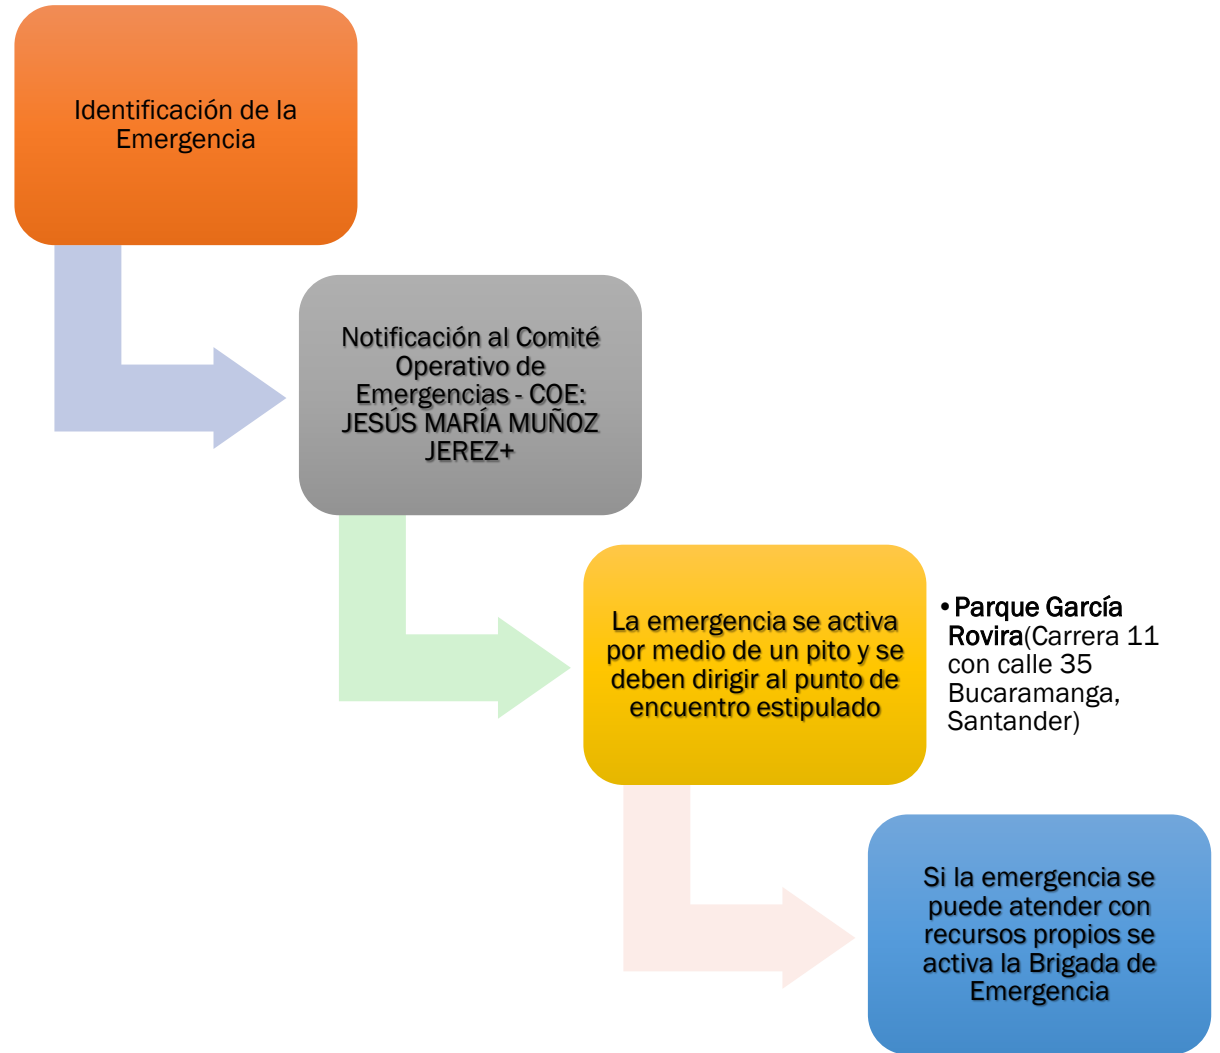 Identificación de la
Emergencia
Notificación al Comité
Operativo de
Emergencias - COE:
JESÚS MARÍA MUÑOZ
JEREZ+
La emergencia se activa
por medio de un pito y se
deben dirigir al punto de
encuentro estipulado
•Parque García
Rovira(Carrera 11
con calle 35
Bucaramanga,
Santander)
Si la emergencia se
puede atender con
recursos propios se
activa la Brigada de
Emergencia